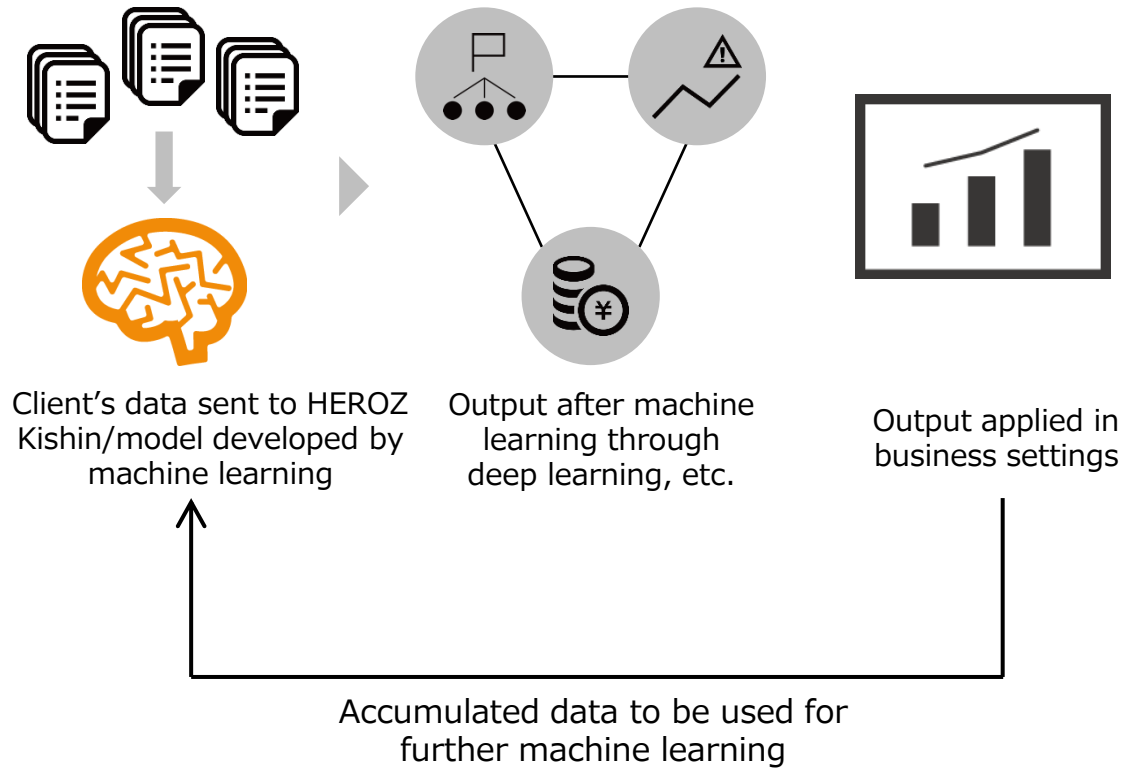 !
¥
Client’s data sent to HEROZ
Kishin/model developed by
machine learning
Output after machine
learning through
deep learning, etc.
Output applied in
business settings
Accumulated data to be used for
further machine learning